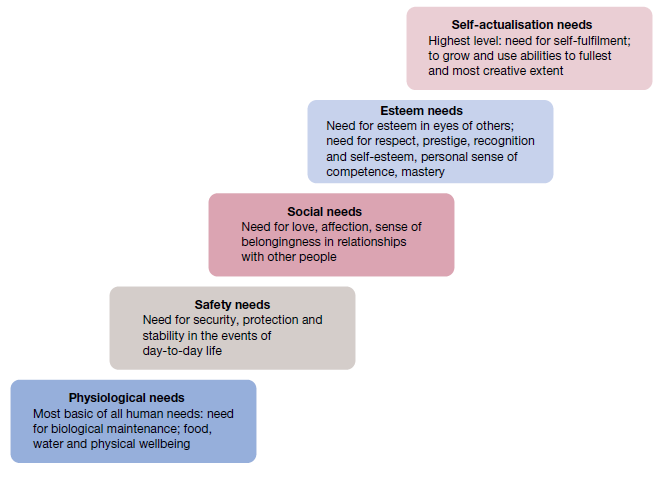 Self-actualisation needs
Highest level: need for self-fulfilment;
to grow and use abilities to fullest
and most creative extent
Esteem needs
Need for esteem in eyes of others;
need for respect, prestige, recognition
and self-esteem, personal sense of
competence, mastery
Social needs
Need for love, affection, sense of
belongingness in relationships
with other people
Safety needs
Need for security, protection and
stability in the events of
day-to-day life
Physiological needs
Most basic of all human needs: need
for biological maintenance; food,
water and physical wellbeing